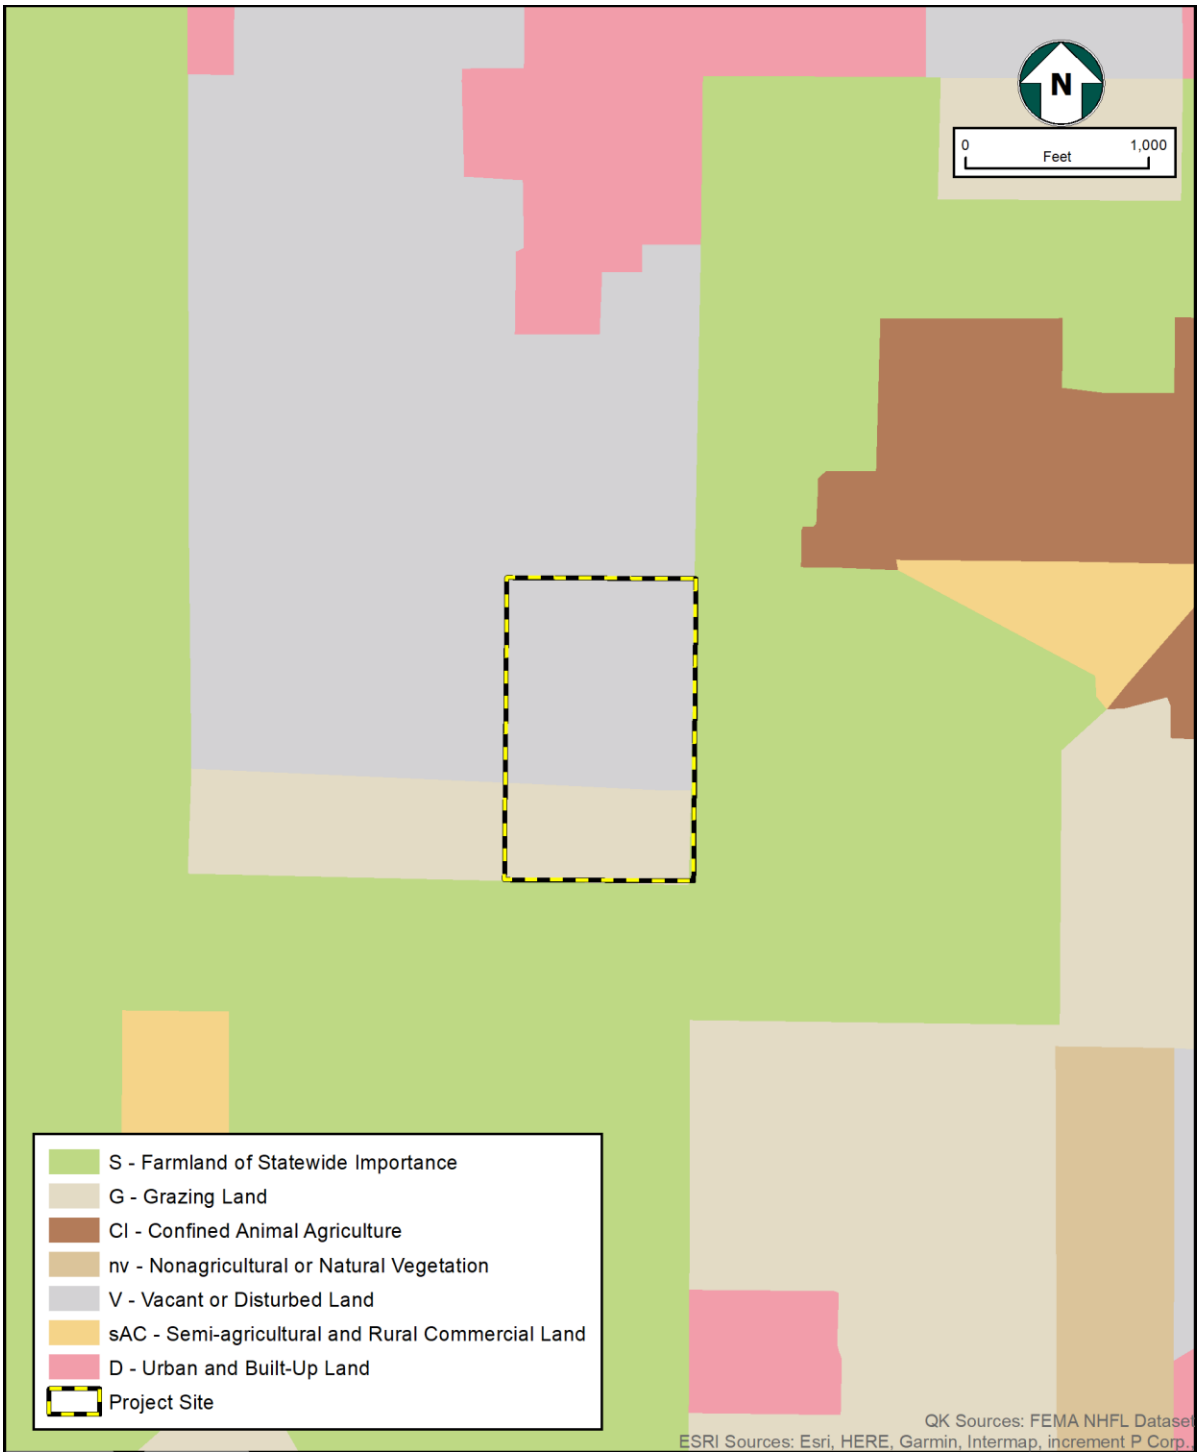 N
0 1,000
Feet
S - Farmland of Statewide Importance
G - Grazing Land
CI - Confined Animal Agriculture
nv - Nonagricultural or Natural Vegetation
V - Vacant or Disturbed Land
sAC - Semi-agricultural and Rural Commercial Land
D - Urban and Built-Up Land
Project Site
QK Sources: FEMA NHFL Dataset
ESRI Sources: Esri, HERE, Garmin, Intermap, increment P Corp.,